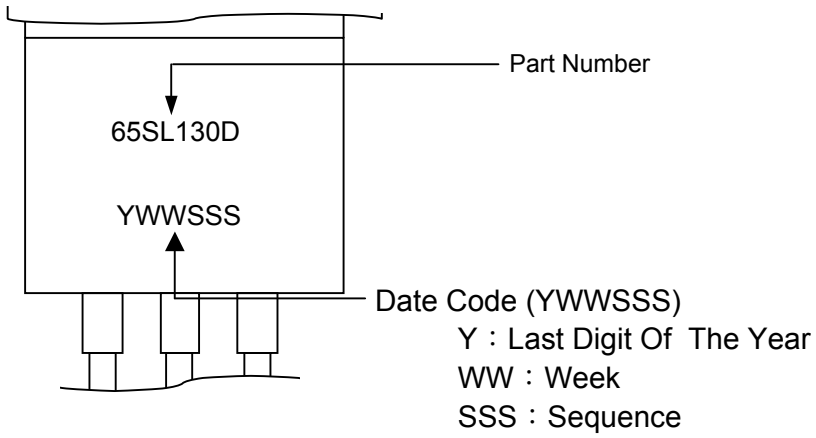 Part Number
65SL130D
YWWSSS
Date Code (YWWSSS)
Y：Last Digit Of The Year
WW：Week
SSS：Sequence